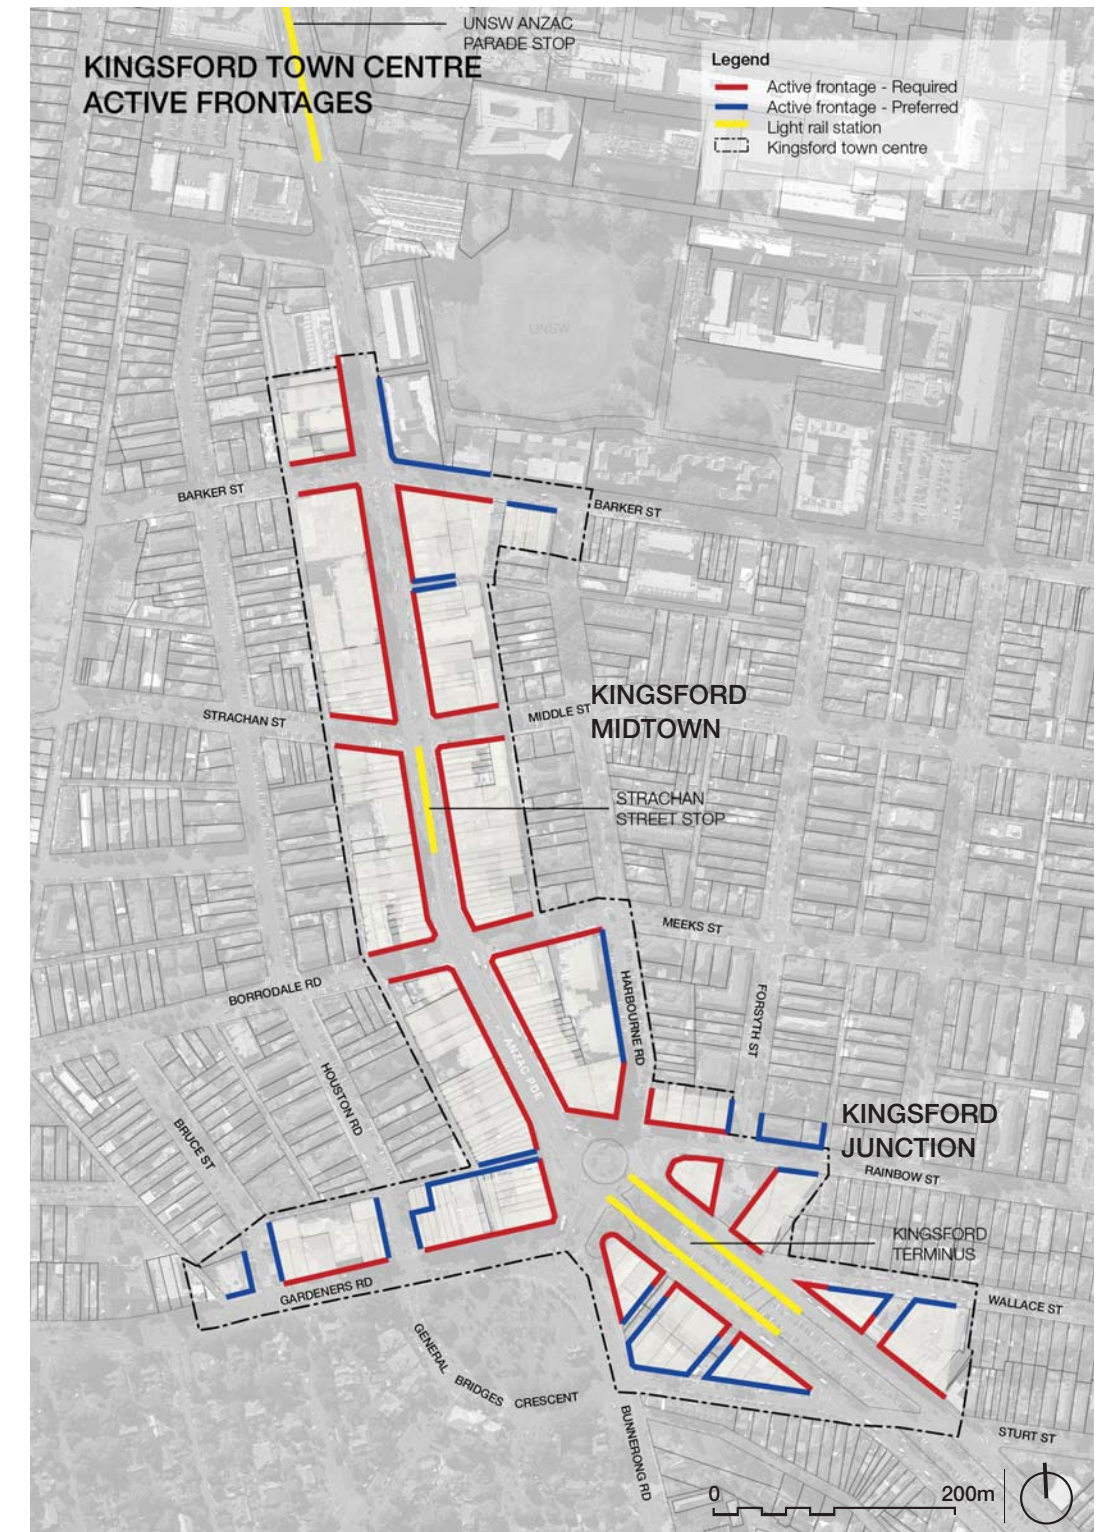 UNSW ANZAC
PARADE STOP
KINGSFORD TOWN CENTRE
ACTIVE FRONTAGES
Legend
Active frontage - Required
Active frontage - Preferred
Light rail station
Kingsford town centre
UNSW
BARKER ST
BARKER ST
KINGSFORD
MIDTOWN
STRACHAN ST
MIDDLE ST
STRACHAN
STREET STOP
MEEKS ST
BORRODALE RD
HARBOURNE RD
FORSYTH ST
ANZAC PDE
HOUSTON RD
BRUCE ST
KINGSFORD
JUNCTION
RAINBOW ST
KINGSFORD
TERMINUS
GARDENERS RD
WALLACE ST
GENERAL BRIDGES CRESCENT
BUNNERONG RD
STURT ST
0 200m